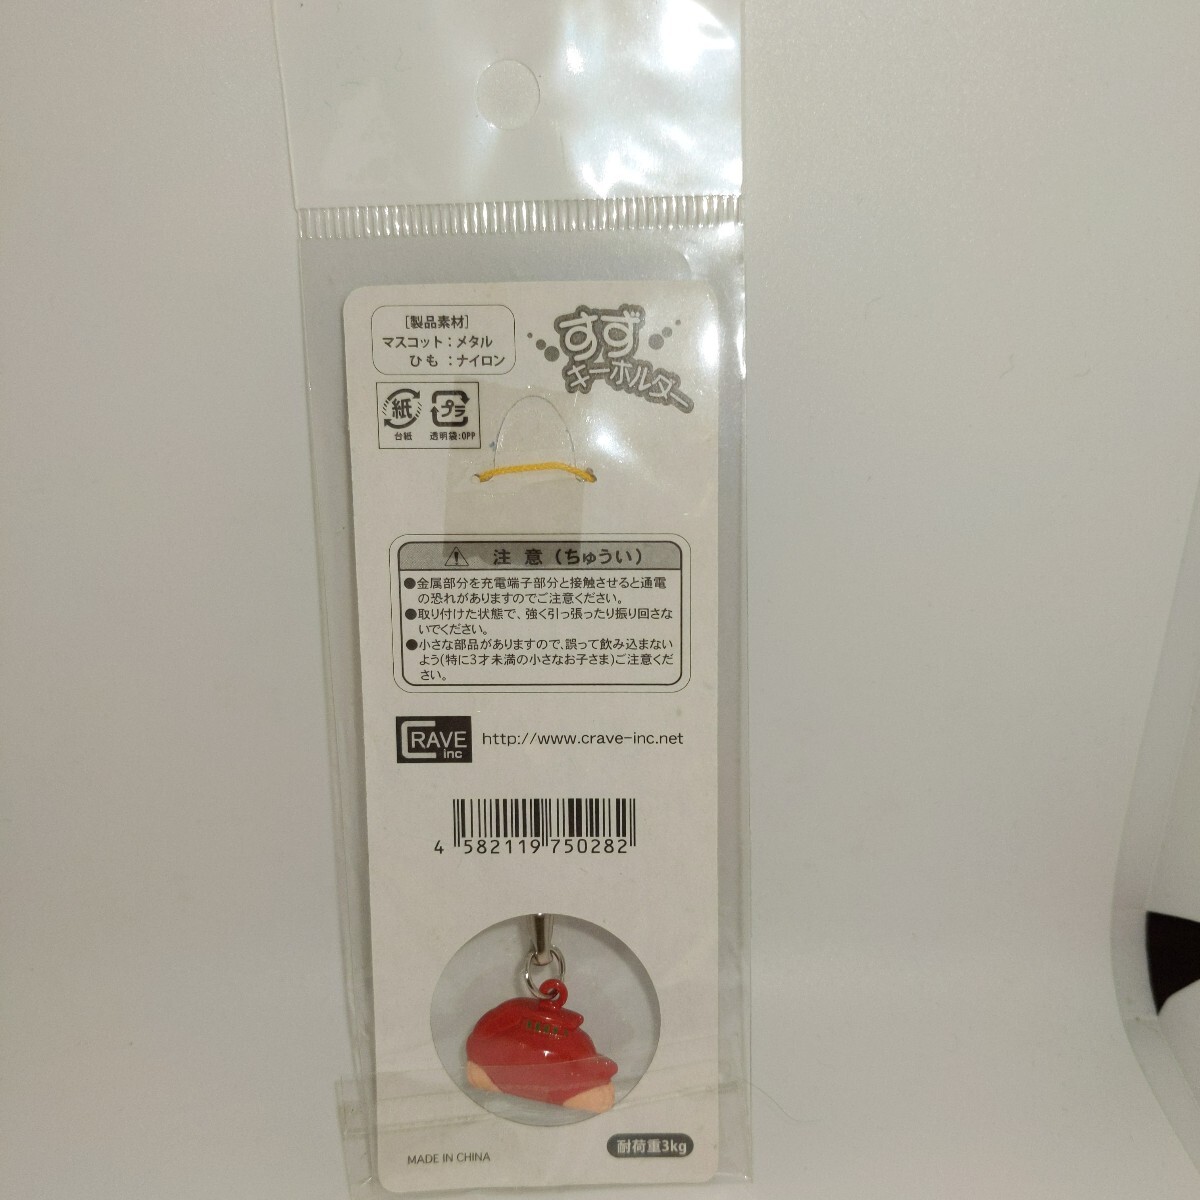 [製品素材]
マスコット：メタル
ひも：ナイロン
すず
キーホルダー
紙
プラ
台紙
透明袋:OPP
注意(ちゅうい)
●金属部分を充電端子部分と接触させると通電
の恐れがありますのでご注意ください。
●取り付けた状態で、強く引っ張ったり振り回さな
いでください。
●小さな部品がありますので、誤って飲み込まない
よう(特に3才未満の小さなお子さま)ご注意くだ
さい。
CRAVE
inc
http://www.crave-inc.net
4 582119 750282
耐荷重3kg
MADE IN CHINA